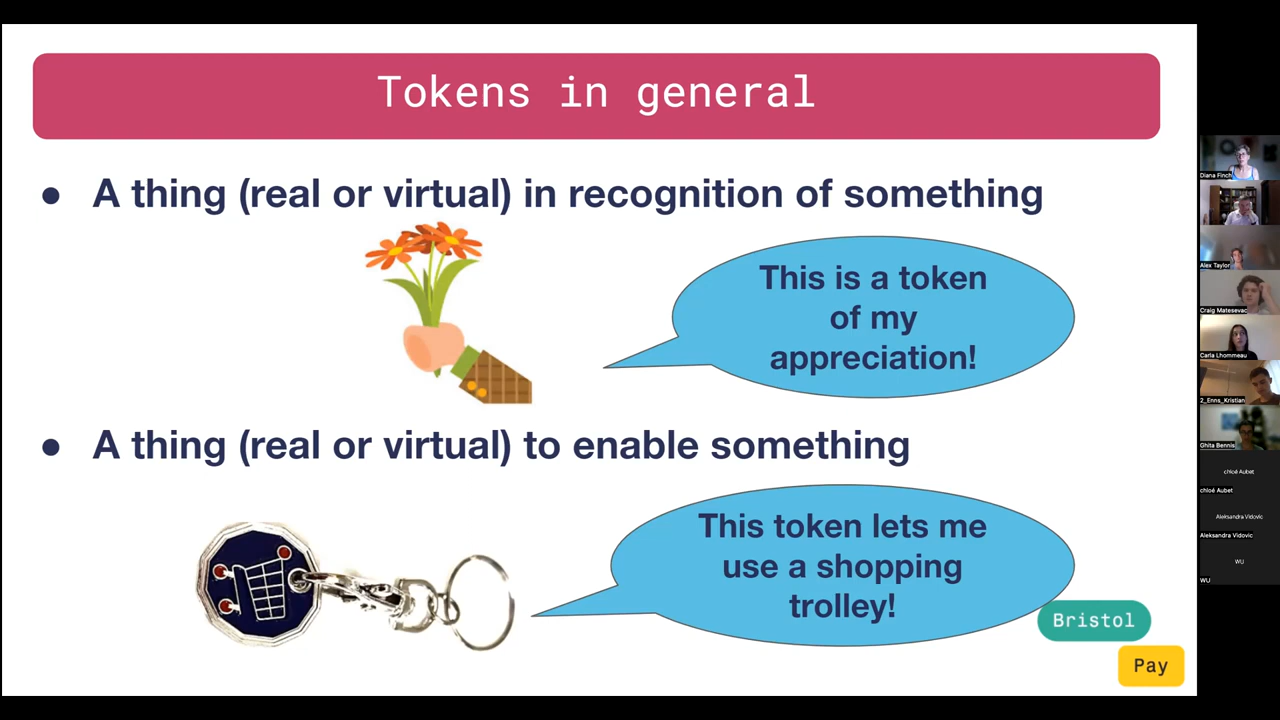 Tokens in general
● A thing (real or virtual) in recognition of something
This is a token
of my
appreciation!
● A thing (real or virtual) to enable something
This token lets me
use a shopping
trolley!
Bristol
Pay
Diana Finch
Alex Taylor
Craig Matesevac
Carla Lhommeau
2_Enns_Kristian
Ghita Bennis
chloé Aubet
chloé Aubet
Aleksandra Vidovic
Aleksandra Vidovic
WU
WU